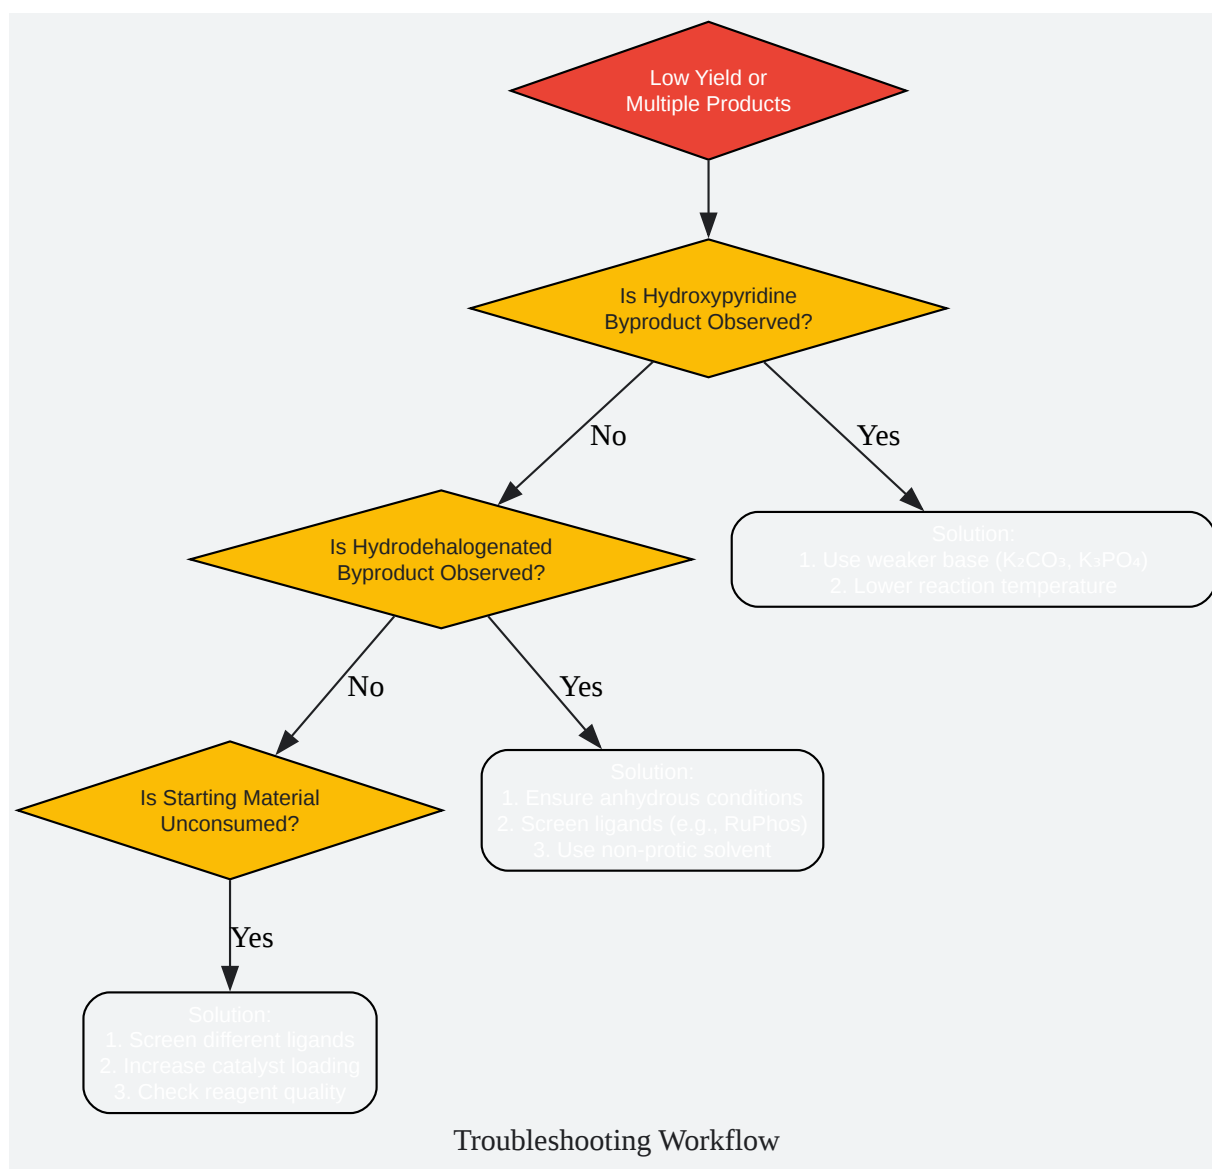 Low Yield or
Multiple Products
Is Hydroxypyridine
Byproduct Observed?
No
Yes
Is Hydrodehalogenated
Byproduct Observed?
Solution:
1. Use weaker base (K₂CO₃, K₃PO₄)
2. Lower reaction temperature
No
Yes
Is Starting Material
Unconsumed?
Solution:
1. Ensure anhydrous conditions
2. Screen ligands (e.g., RuPhos)
3. Use non-protic solvent
Yes
Solution:
1. Screen different ligands
2. Increase catalyst loading
3. Check reagent quality
Troubleshooting Workflow